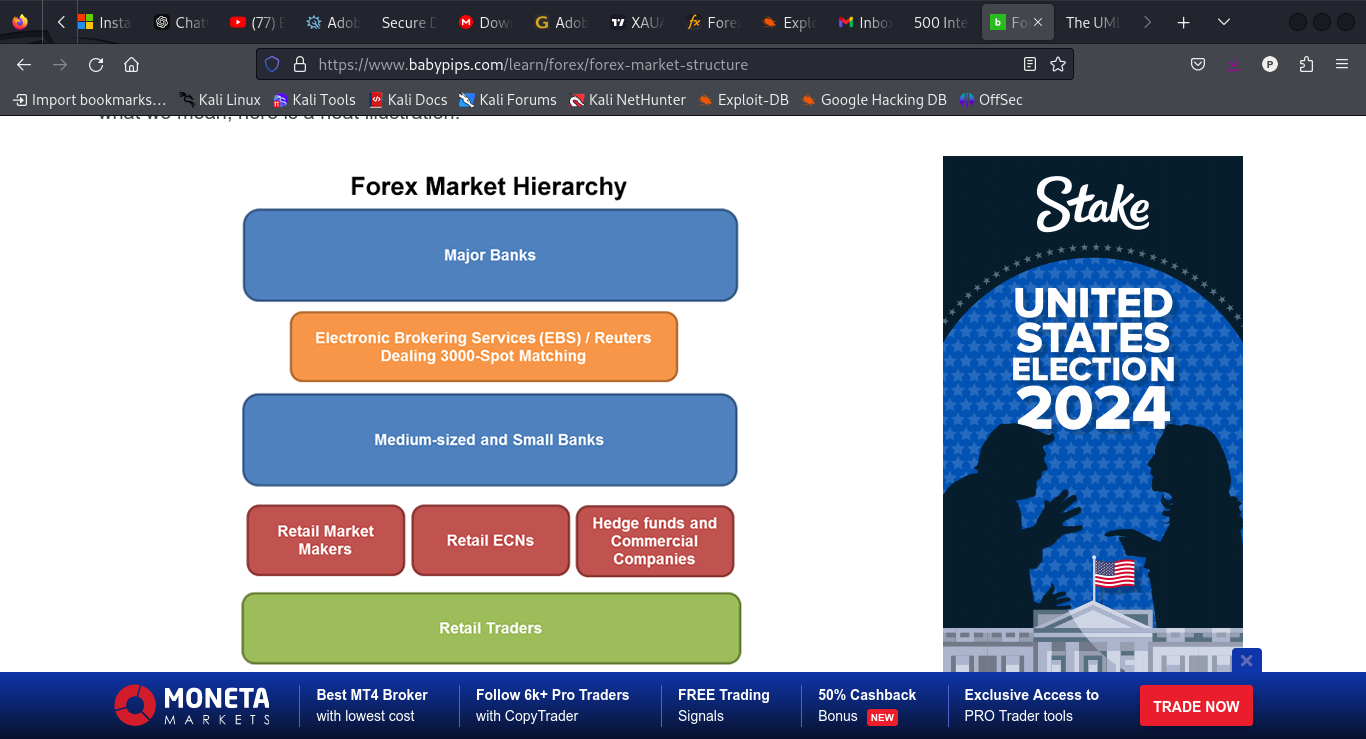 Insta
Chat
(77)
Adob
Secure D
Dow
Adob
XAU
Fore
Explo
Inbo
500 Inte
Fo
The UM
https://www.babypips.com/learn/forex/forex-market-structure
Import bookmarks...
Kali Linux
Kali Tools
Kali Docs
Kali Forums
Kali NetHunter
Exploit-DB
Google Hacking DB
OffSec
what we mean, here is a neat illustration:
Forex Market Hierarchy
Major Banks
Electronic Brokering Services (EBS) / Reuters
Dealing 3000-Spot Matching
Medium-sized and Small Banks
Retail Market
Makers
Retail ECNs
Hedge funds and
Commercial
Companies
Retail Traders
Stake
UNITED
STATES
ELECTION
2024
MONETA
MARKETS
Best MT4 Broker
with lowest cost
Follow 6k+ Pro Traders
with CopyTrader
FREE Trading
Signals
50% Cashback
Bonus NEW
Exclusive Access to
PRO Trader tools
TRADE NOW